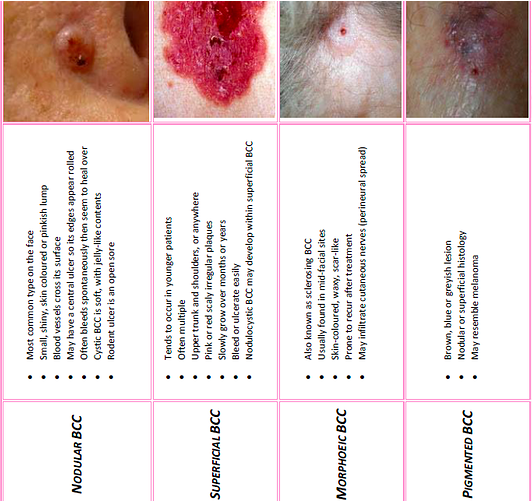 NODULAR BCC
• Most common type on the face
• Small, shiny, skin coloured or pinkish lump
• Blood vessels cross its surface
• May have a central ulcer so its edges appear rolled
• Often bleeds spontaneously then seem to heal over
• Cystic BCC is soft, with jelly-like contents
• Rodent ulcer is an open sore
SUPERFICIAL BCC
• Tends to occur in younger patients
• Often multiple
• Upper trunk and shoulders, or anywhere
• Pink or red scaly irregular plaques
• Slowly grow over months or years
• Bleed or ulcerate easily
• Nodulocystic BCC may develop within superficial BCC
MORPHOEIC BCC
• Also known as sclerosing BCC
• Usually found in mid-facial sites
• Skin-coloured, waxy, scar-like
• Prone to recur after treatment
• May infiltrate cutaneous nerves (perineural spread)
PIGMENTED BCC
• Brown, blue or greyish lesion
• Nodular or superficial histology
• May resemble melanoma